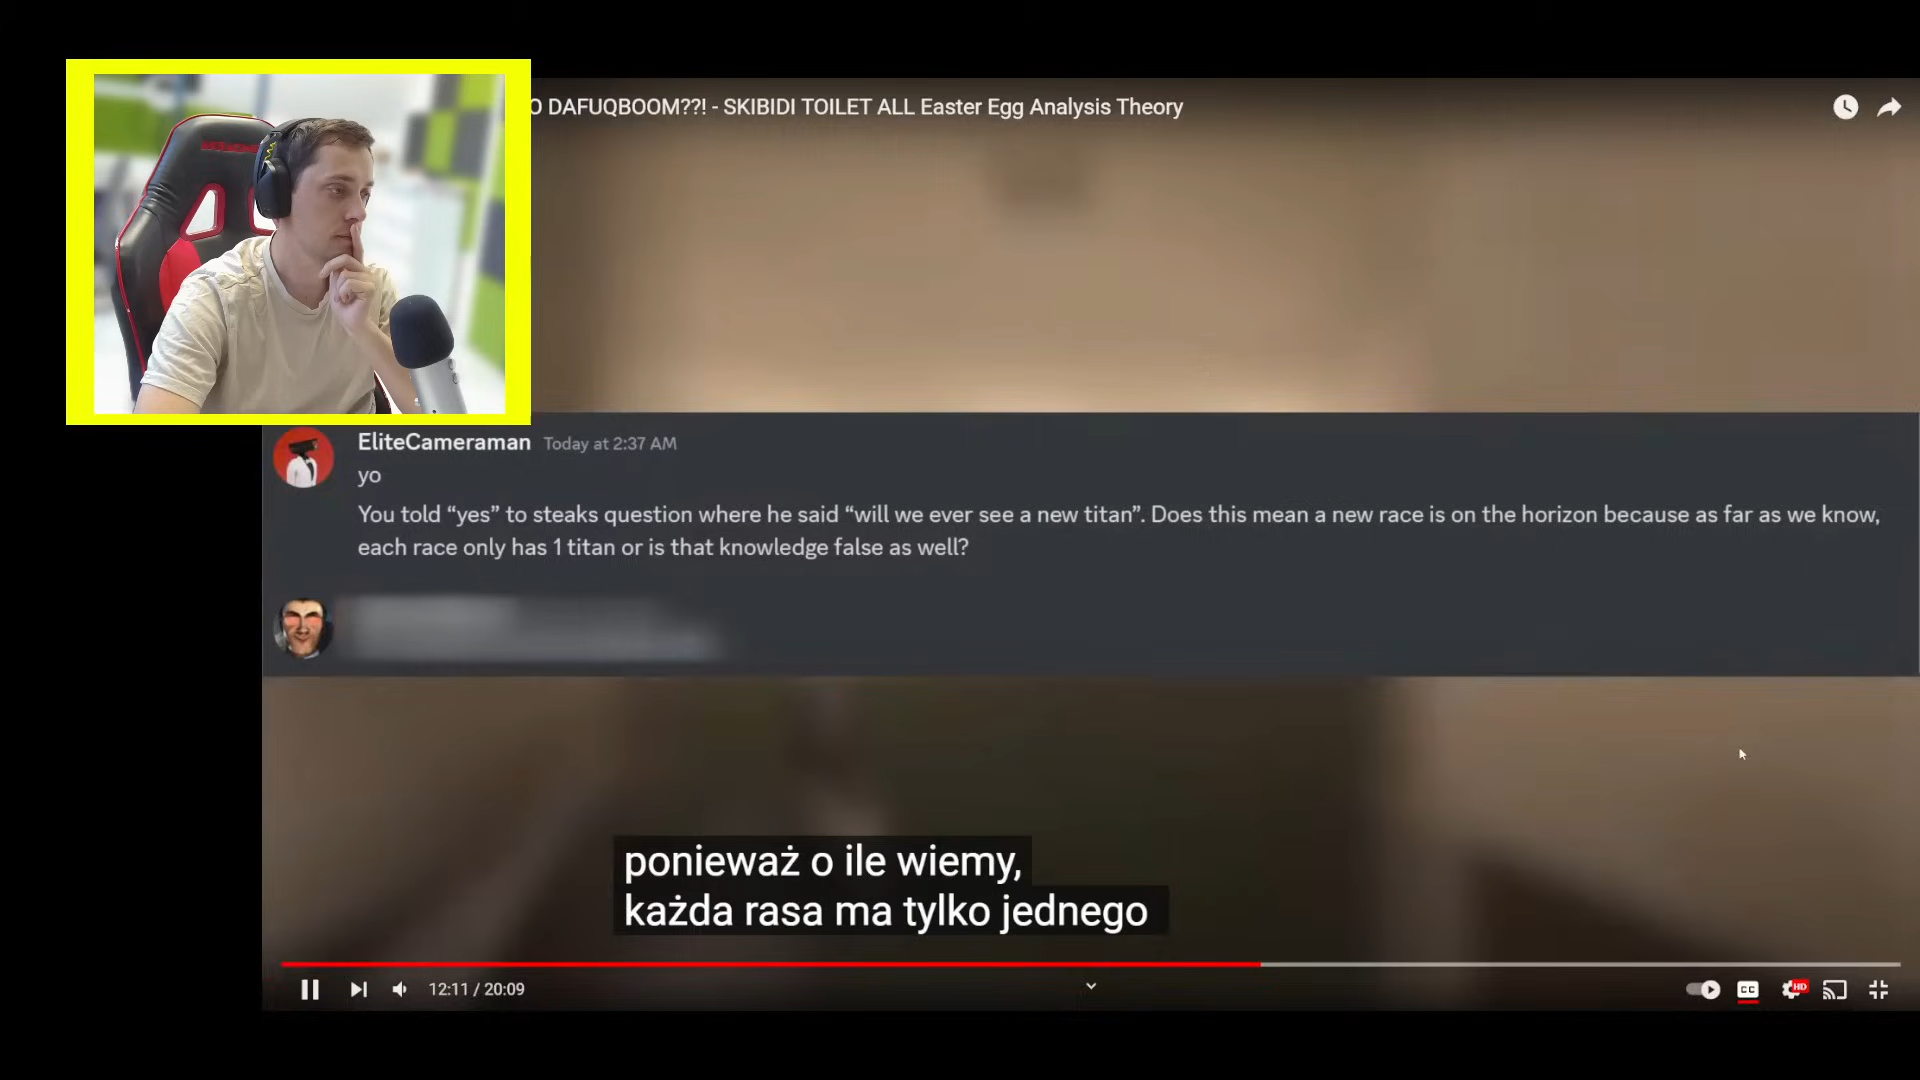 O DAFUQBOOM??! - SKIBIDI TOILET ALL Easter Egg Analysis Theory
EliteCameraman Today at 2:37 AM
yo
You told “yes” to steaks question where he said “will we ever see a new titan”. Does this mean a new race is on the horizon because as far as we know,
each race only has 1 titan or is that knowledge false as well?
ponieważ o ile wiemy,
każda rasa ma tylko jednego
12:11 / 20:09
CC
HD